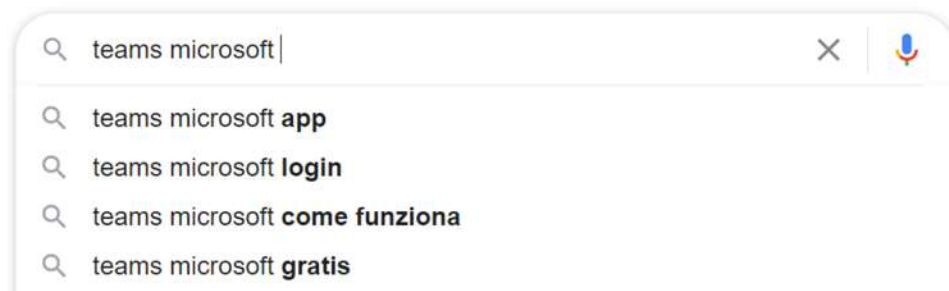 teams microsoft
teams microsoft app
teams microsoft login
teams microsoft come funziona
teams microsoft gratis